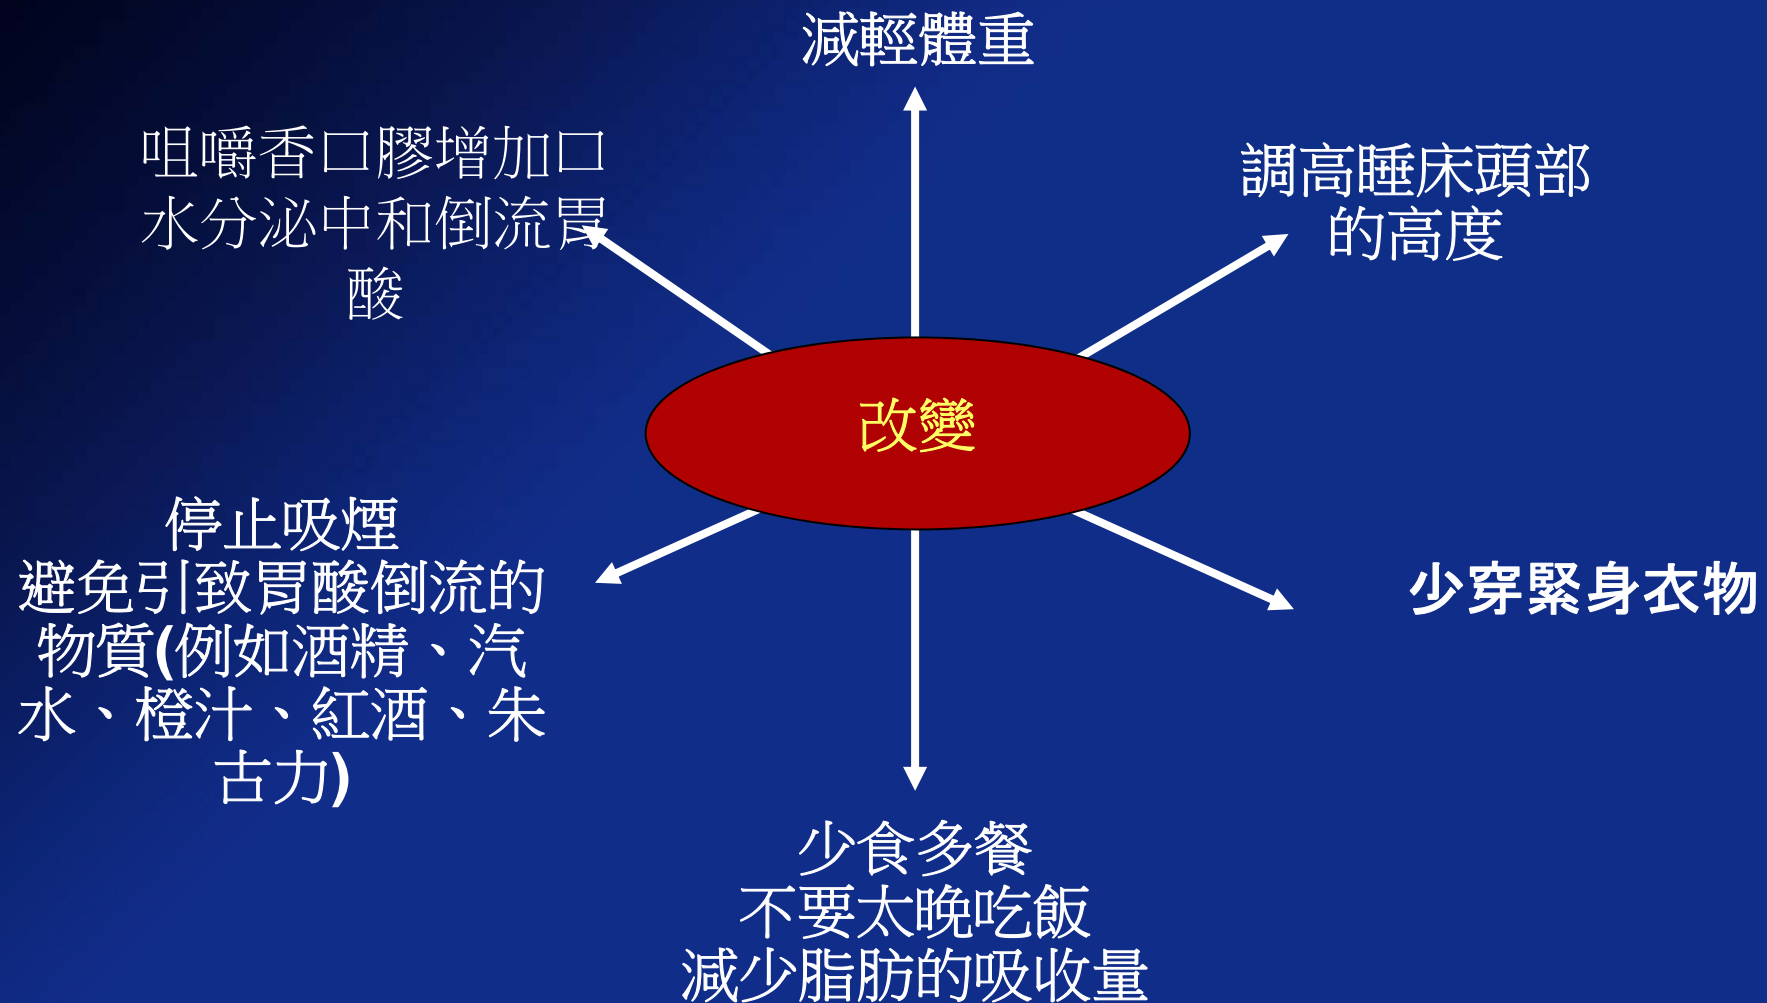 減輕體重
咀嚼香口膠增加口
水分泌中和倒流胃
酸
調高睡床頭部
的高度
改變
停止吸煙
避免引致胃酸倒流的
物質(例如酒精、汽
水、橙汁、紅酒、朱
古力)
少穿緊身衣物
少食多餐
不要太晚吃飯
減少脂肪的吸收量